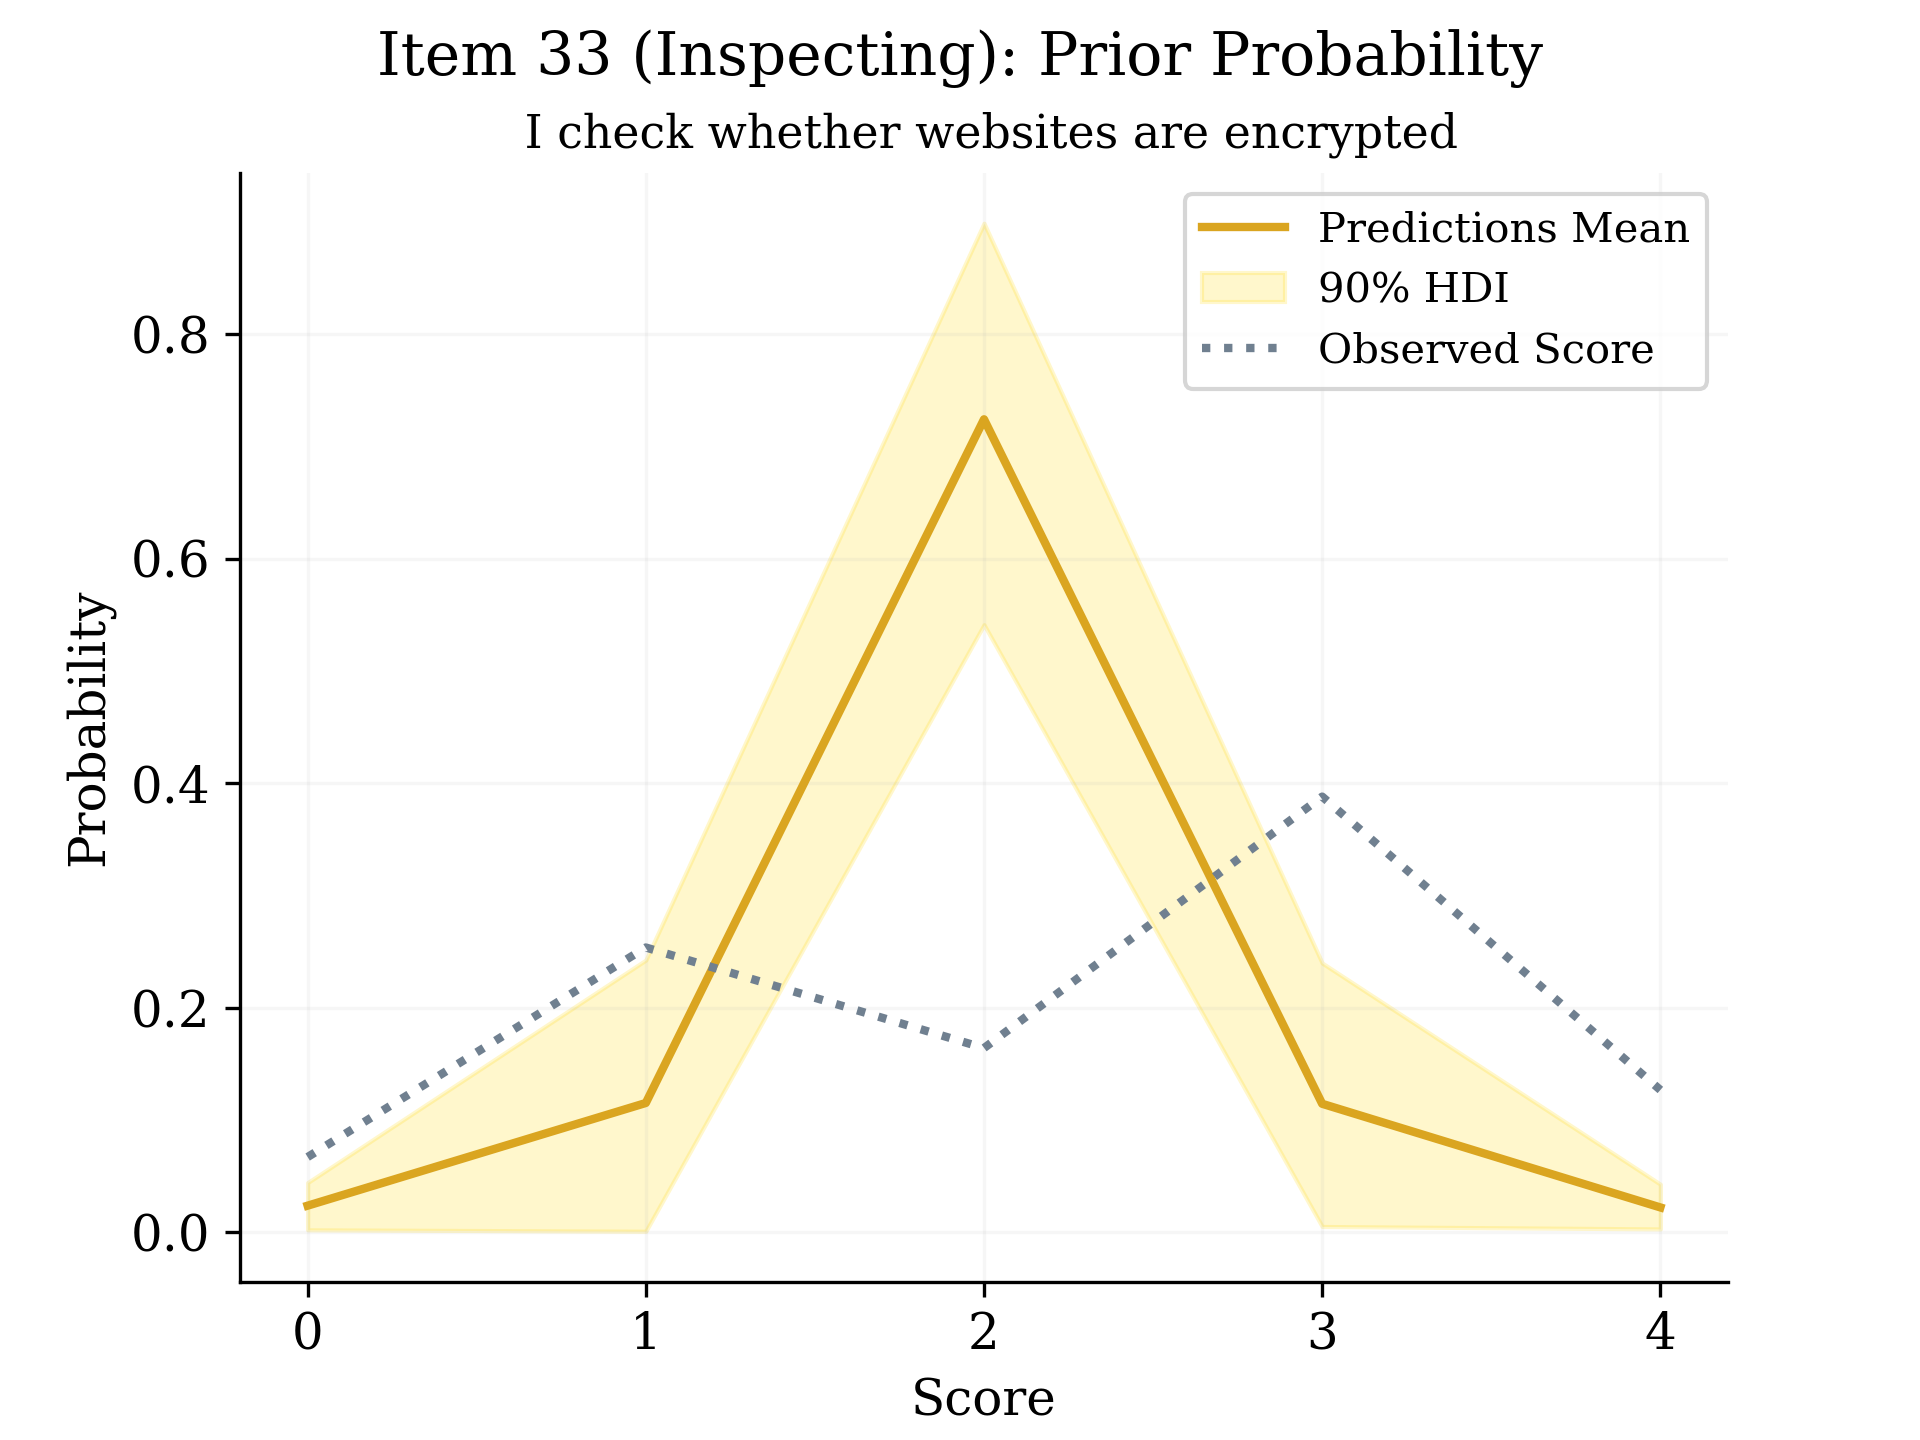 Item 33 (Inspecting): Prior Probability
I check whether websites are encrypted
Predictions Mean
90% HDI
Observed Score
Probability
0.8
0.6
0.4
0.2
0.0
0 1 2 3 4
Score